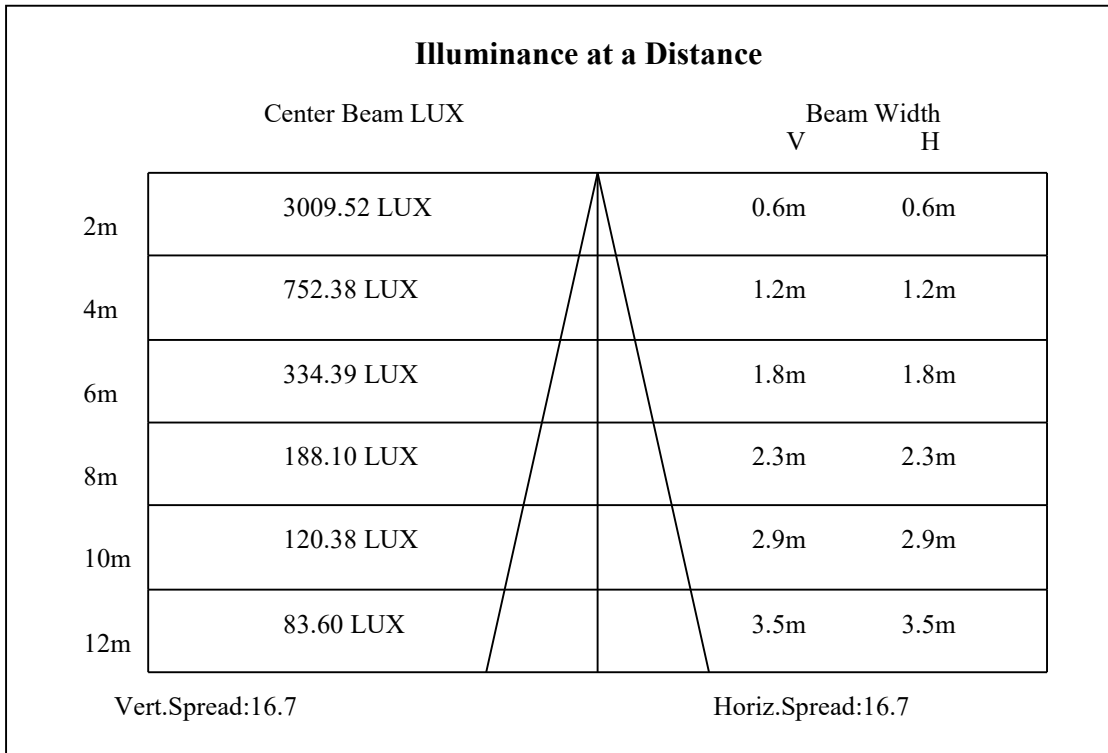 Illuminance at a Distance
Center Beam LUX Beam Width
V H
2m 3009.52 LUX 0.6m 0.6m
4m 752.38 LUX 1.2m 1.2m
6m 334.39 LUX 1.8m 1.8m
8m 188.10 LUX 2.3m 2.3m
10m 120.38 LUX 2.9m 2.9m
12m 83.60 LUX 3.5m 3.5m
Vert.Spread:16.7 Horiz.Spread:16.7